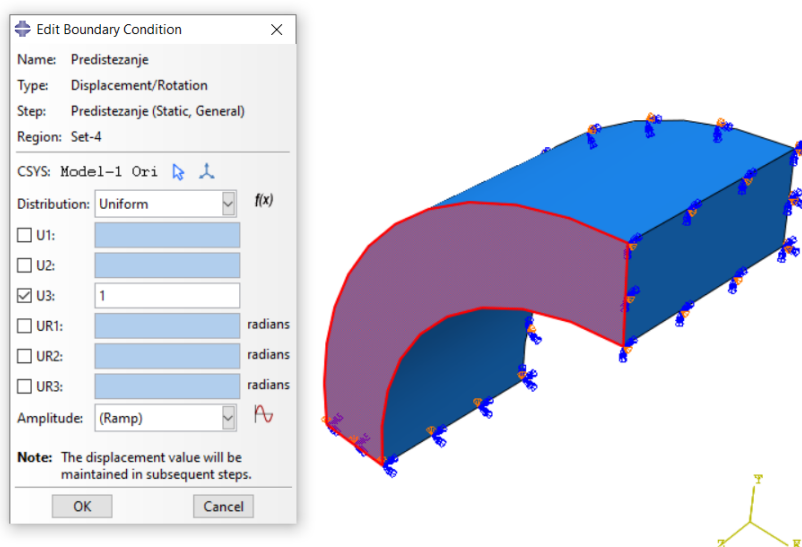 Edit Boundary Condition
Name: Predistezanje
Type: Displacement/Rotation
Step: Predistezanje (Static, General)
Region: Set-4
CSYS: Model-1 Ori
Distribution: Uniform f(x)
U1:
U2:
U3: 1
UR1: radians
UR2: radians
UR3: radians
Amplitude: (Ramp)
Note: The displacement value will be
maintained in subsequent steps.
OK Cancel
Y
Z X